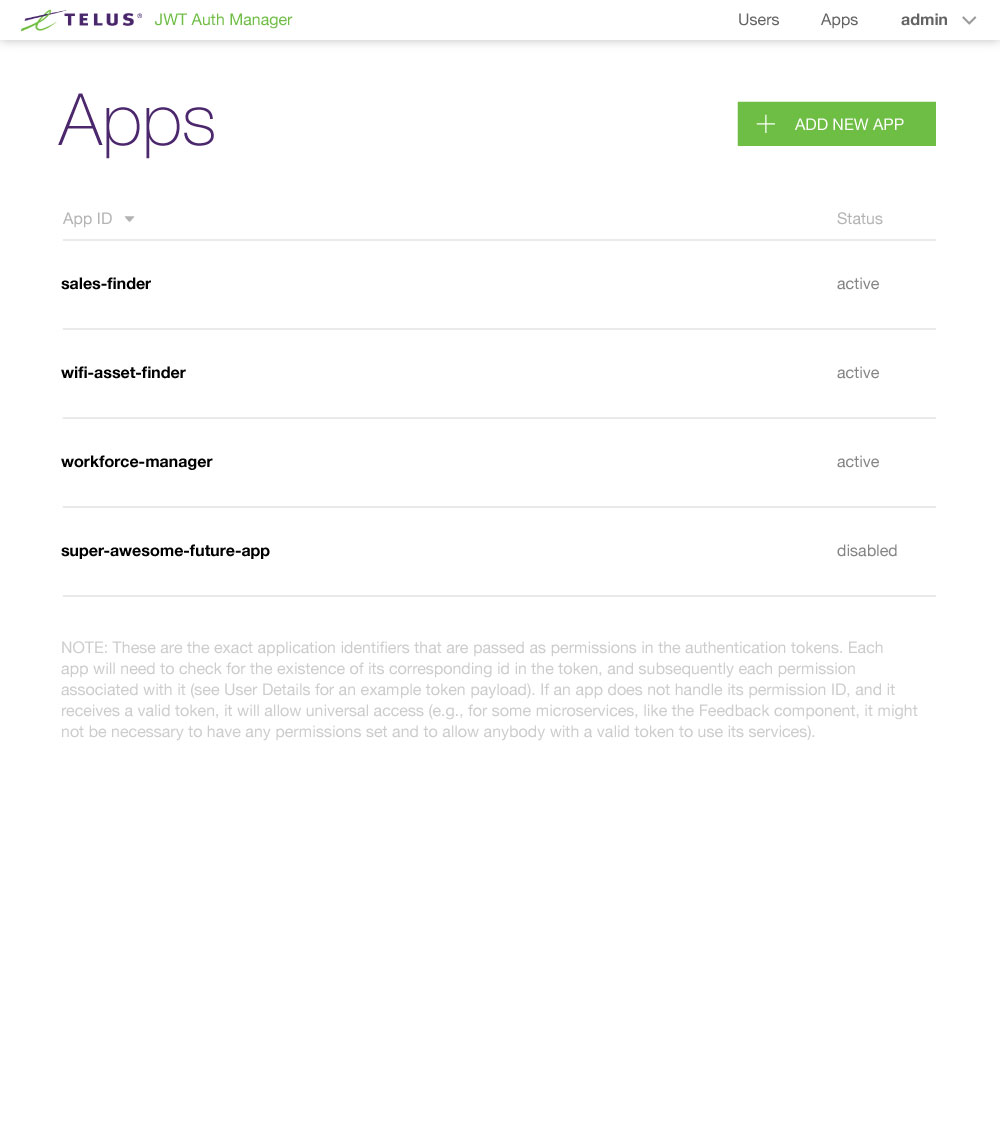 TELUS® JWT Auth Manager Users Apps admin
Apps
ADD NEW APP
App ID Status
sales-finder active
wifi-asset-finder active
workforce-manager active
super-awesome-future-app disabled
NOTE: These are the exact application identifiers that are passed as permissions in the authentication tokens. Each
app will need to check for the existence of its corresponding id in the token, and subsequently each permission
associated with it (see User Details for an example token payload). If an app does not handle its permission ID, and it
receives a valid token, it will allow universal access (e.g., for some microservices, like the Feedback component, it might
not be necessary to have any permissions set and to allow anybody with a valid token to use its services).